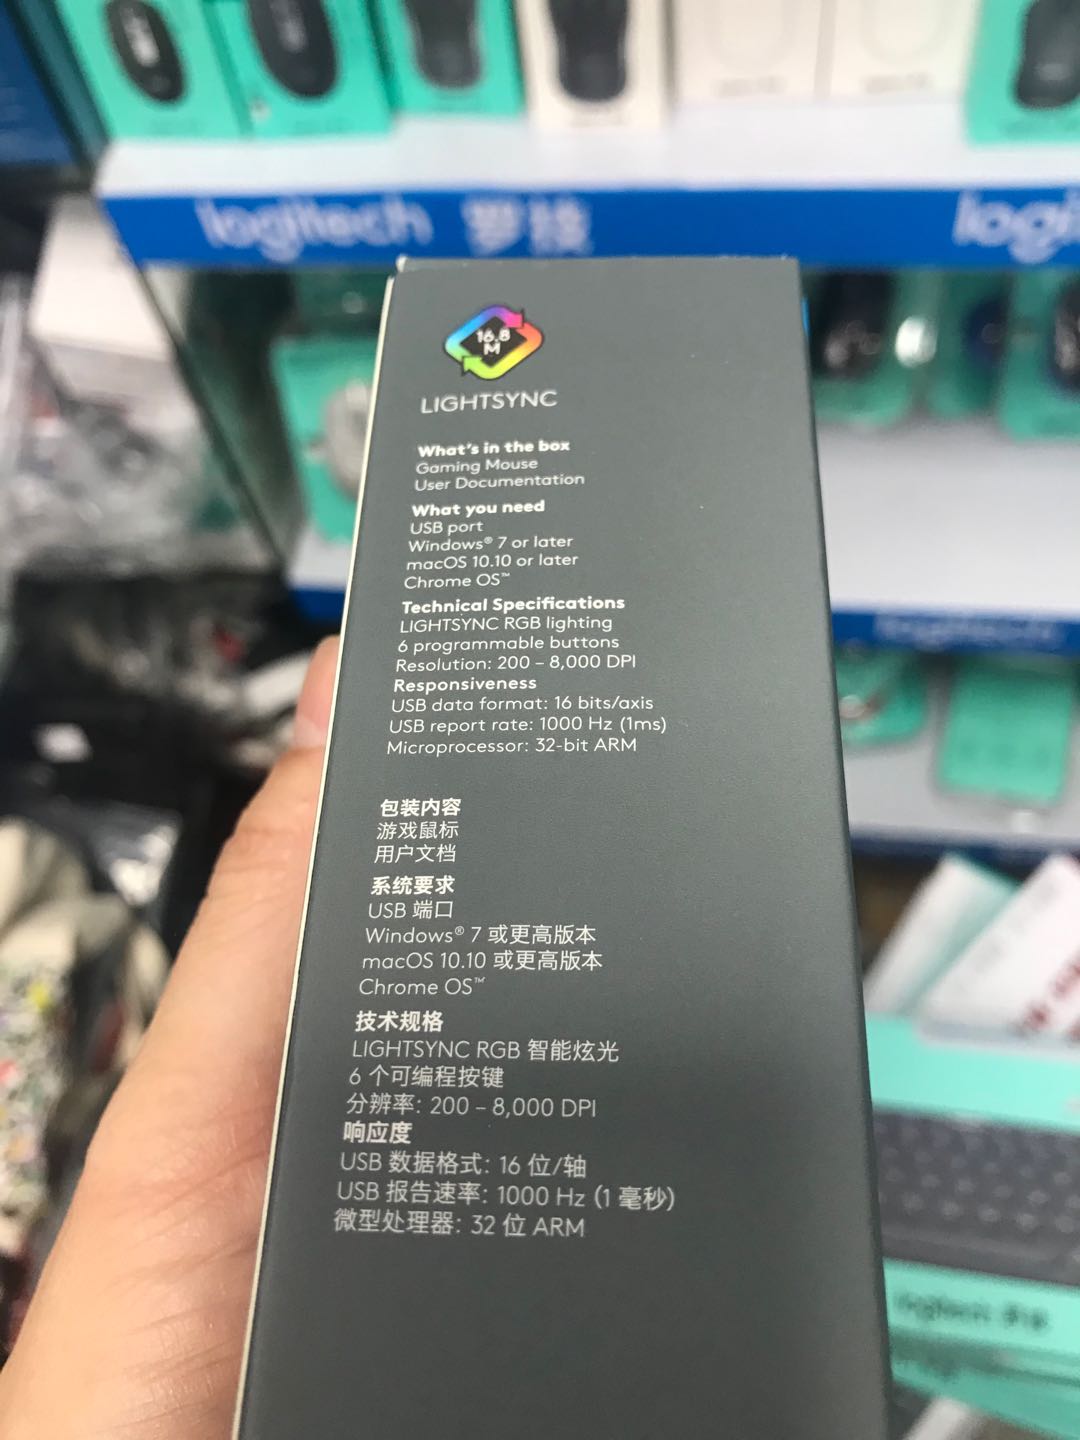 logitech 罗技
logi
16.8
M
LIGHTSYNC
What's in the box
Gaming Mouse
User Documentation
What you need
USB port
Windows® 7 or later
macOS 10.10 or later
Chrome OS™
Technical Specifications
LIGHTSYNC RGB lighting
6 programmable buttons
Resolution: 200 – 8,000 DPI
Responsiveness
USB data format: 16 bits/axis
USB report rate: 1000 Hz (1ms)
Microprocessor: 32-bit ARM
包装内容
游戏鼠标
用户文档
系统要求
USB 端口
Windows® 7 或更高版本
macOS 10.10 或更高版本
Chrome OS™
技术规格
LIGHTSYNC RGB 智能炫光
6 个可编程按键
分辨率: 200 – 8,000 DPI
响应度
USB 数据格式: 16 位/轴
USB 报告速率: 1000 Hz (1 毫秒)
微型处理器: 32 位 ARM
logitech
logitech